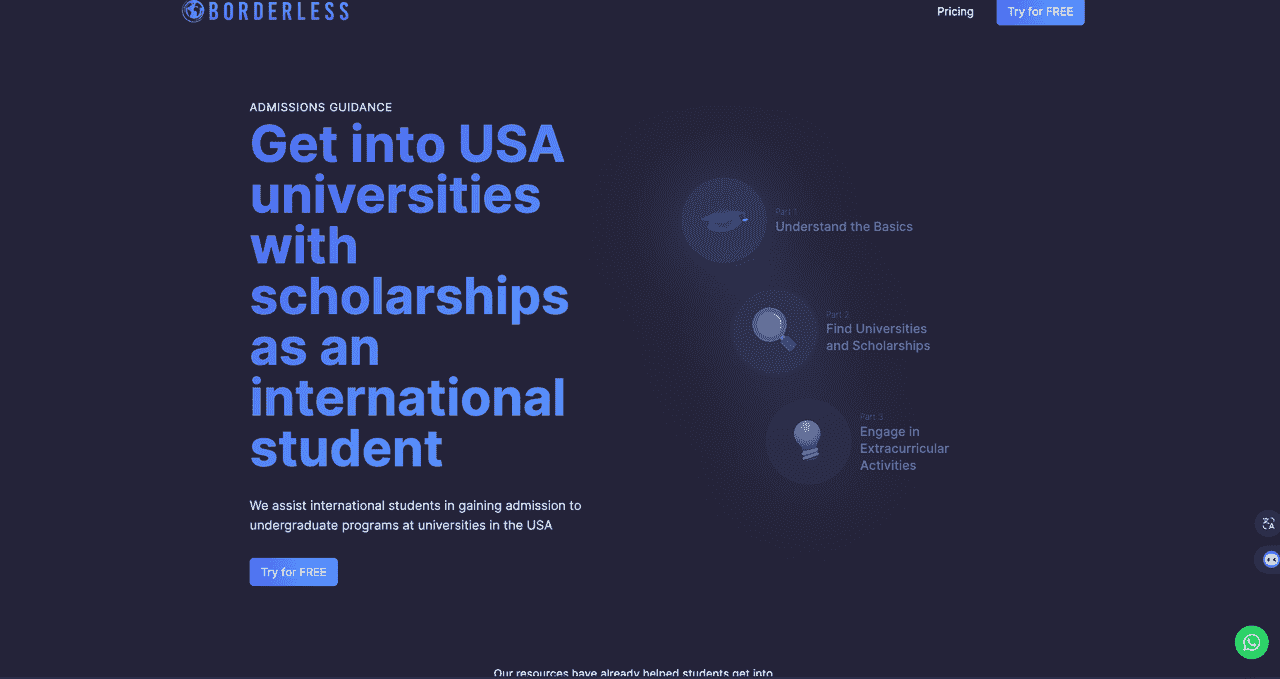 BORDERLESS
Pricing
Try for FREE
ADMISSIONS GUIDANCE
Get into USA
universities
with
scholarships
as an
international
student
We assist international students in gaining admission to
undergraduate programs at universities in the USA
Try for FREE
Part 1
Understand the Basics
Part 2
Find Universities
and Scholarships
Part 3
Engage in
Extracurricular
Activities
Our resources have already helped students get into